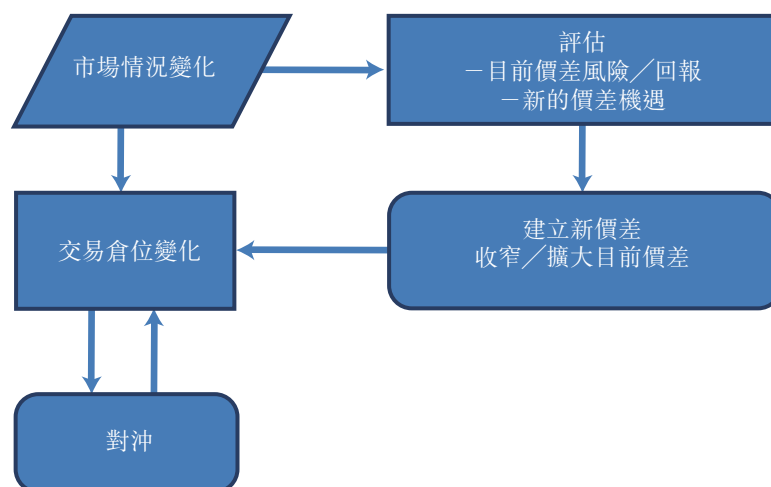 市場情況變化
評估
－目前價差風險／回報
－新的價差機遇
交易倉位變化
建立新價差
收窄／擴大目前價差
對沖